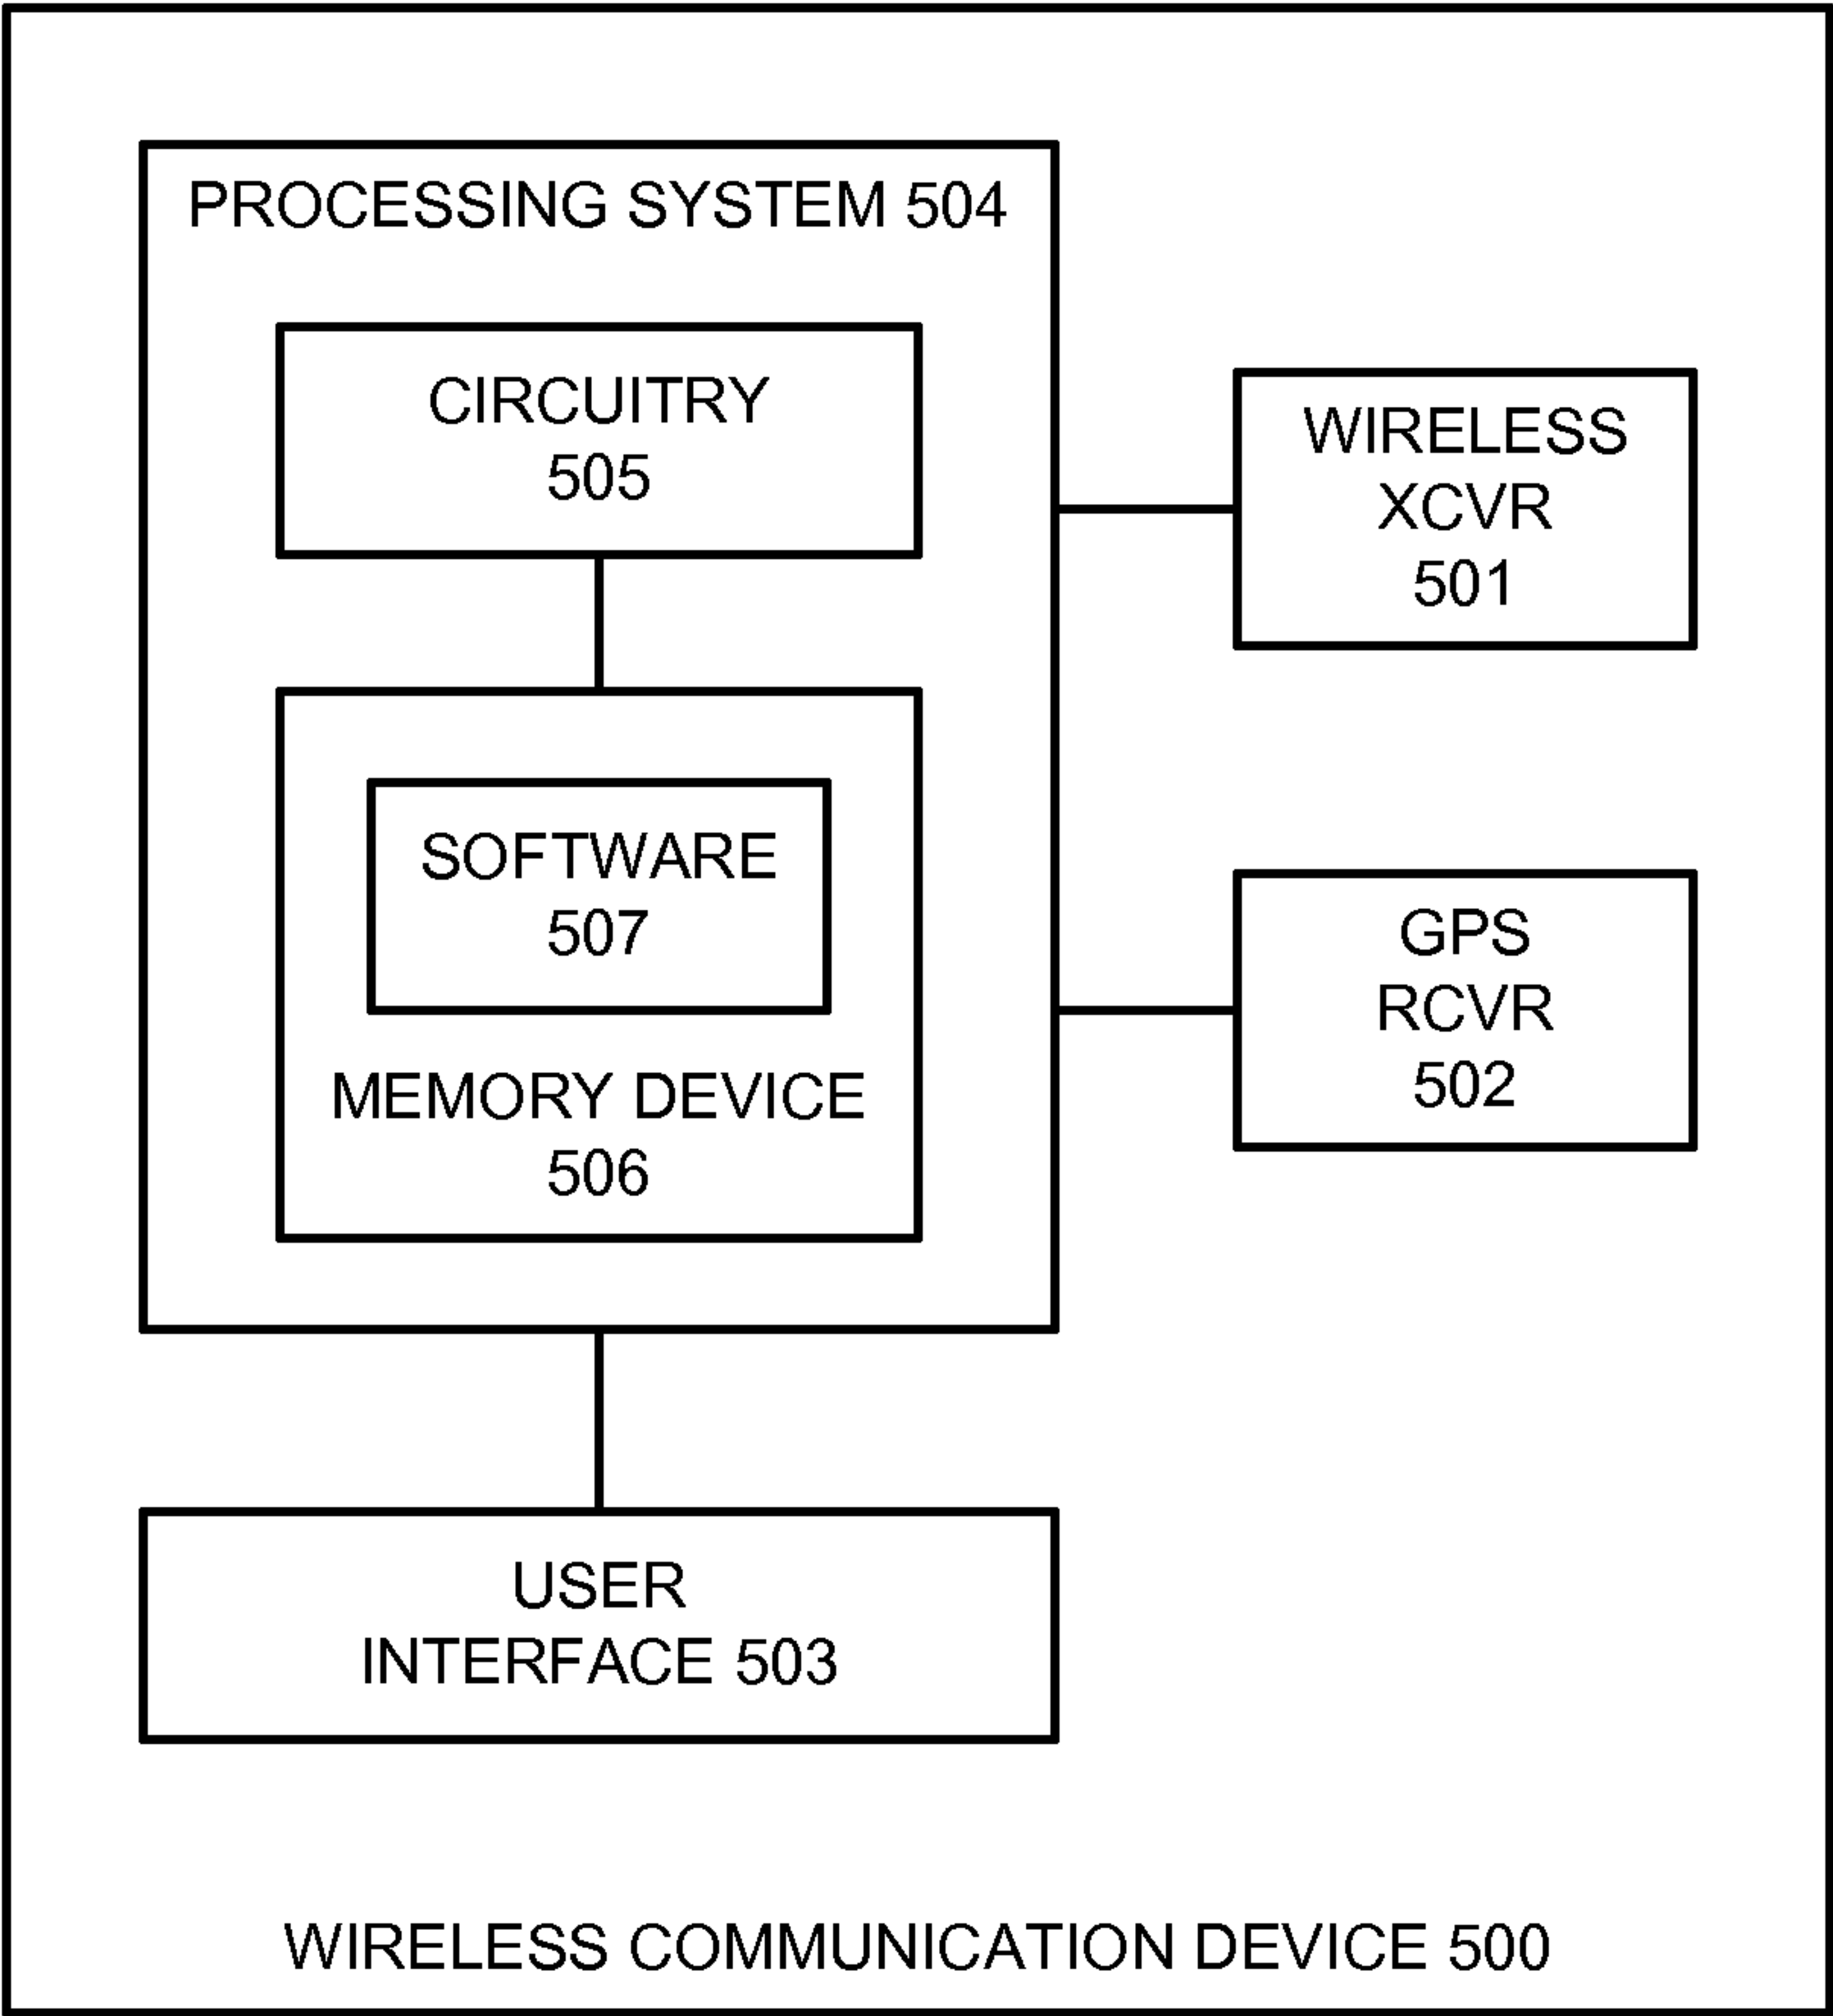 PROCESSING SYSTEM 504
CIRCUITRY
505
WIRELESS
XCVR
501
SOFTWARE
507
MEMORY DEVICE
506
GPS
RCVR
502
USER
INTERFACE 503
WIRELESS COMMUNICATION DEVICE 500